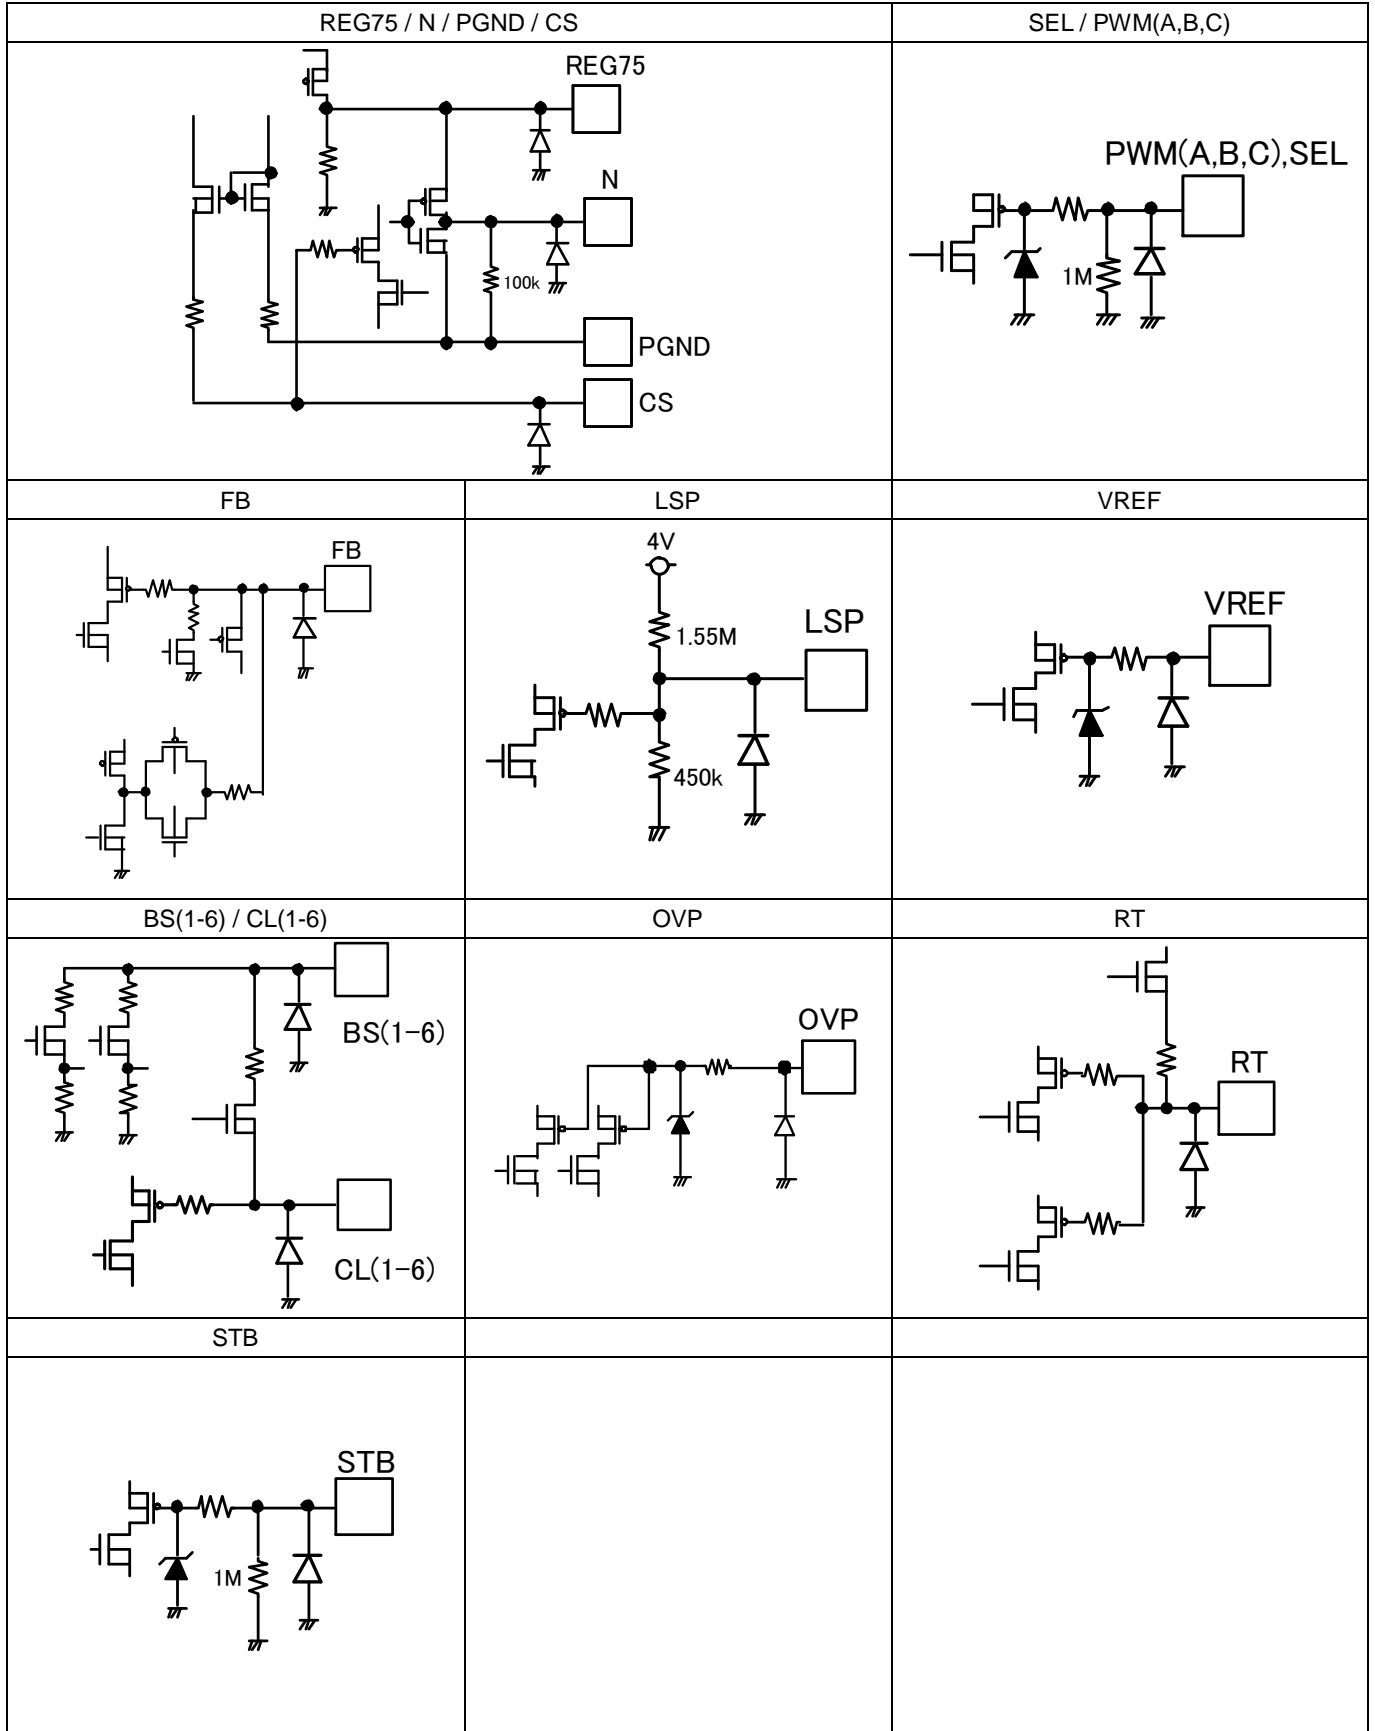 REG75 / N / PGND / CS
SEL / PWM(A,B,C)
REG75
N
100k
PGND
CS
PWM(A,B,C),SEL
1M
FB
LSP
VREF
FB
4V
1.55M
LSP
450k
VREF
BS(1-6) / CL(1-6)
OVP
RT
BS(1-6)
CL(1-6)
OVP
RT
STB
STB
1M